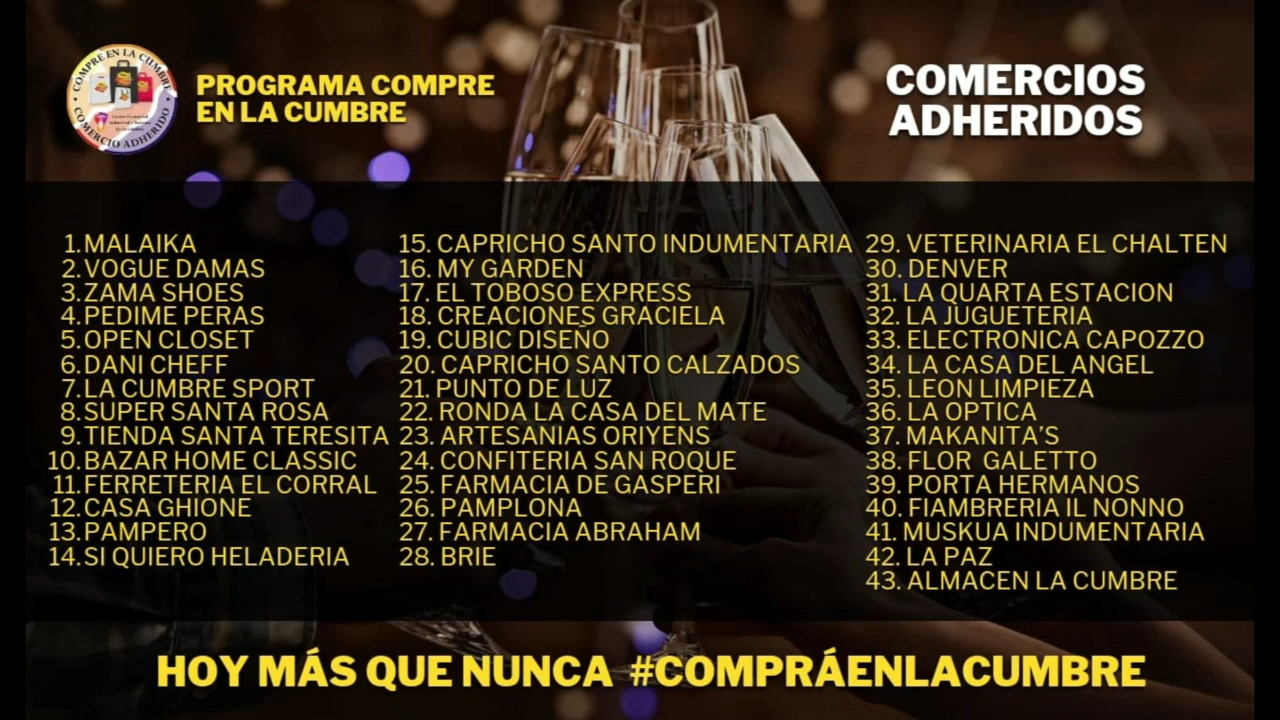 COMPRE EN LA CUMBRE
COMERCIO ADHERIDO
PROGRAMA COMPRE
EN LA CUMBRE
COMERCIOS
ADHERIDOS
1. MALAIKA
2. VOGUE DAMAS
3. ZAMA SHOES
4. PEDIME PERAS
5. OPEN CLOSET
6. DANI CHEFF
7. LA CUMBRE SPORT
8. SUPER SANTA ROSA
9. TIENDA SANTA TERESITA
10. BAZAR HOME CLASSIC
11. FERRETERIA EL CORRAL
12. CASA GHIONE
13. PAMPERO
14. SI QUIERO HELADERIA
15. CAPRICHO SANTO INDUMENTARIA
16. MY GARDEN
17. EL TOBOSO EXPRESS
18. CREACIONES GRACIELA
19. CUBIC DISEÑO
20. CAPRICHO SANTO CALZADOS
21. PUNTO DE LUZ
22. RONDA LA CASA DEL MATE
23. ARTESANIAS ORIYENS
24. CONFITERIA SAN ROQUE
25. FARMACIA DE GASPERI
26. PAMPLONA
27. FARMACIA ABRAHAM
28. BRIE
29. VETERINARIA EL CHALTEN
30. DENVER
31. LA QUARTA ESTACION
32. LA JUGUETERIA
33. ELECTRONICA CAPOZZO
34. LA CASA DEL ANGEL
35. LEON LIMPIEZA
36. LA OPTICA
37. MAKANITA'S
38. FLOR GALETTO
39. PORTA HERMANOS
40. FIAMBRERIA IL NONNO
41. MUSKUA INDUMENTARIA
42. LA PAZ
43. ALMACEN LA CUMBRE
HOY MÁS QUE NUNCA #COMPRÁENLACUMBRE